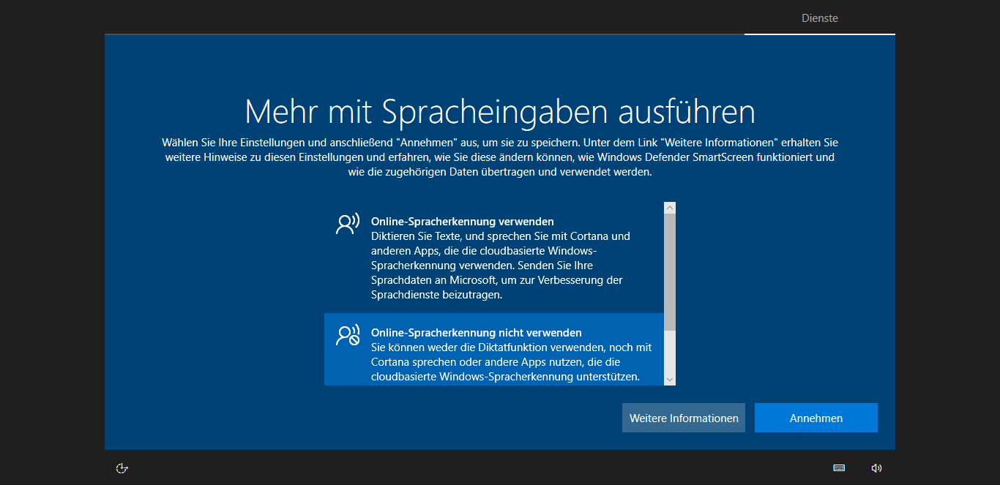 Dienste
Mehr mit Spracheingaben ausführen
Wählen Sie Ihre Einstellungen und anschließend "Annehmen" aus, um sie zu speichern. Unter dem Link "Weitere Informationen" erhalten Sie
weitere Hinweise zu diesen Einstellungen und erfahren, wie Sie diese ändern können, wie Windows Defender SmartScreen funktioniert und
wie die zugehörigen Daten übertragen und verwendet werden.
Online-Spracherkennung verwenden
Diktieren Sie Texte, und sprechen Sie mit Cortana und
anderen Apps, die die cloudbasierte Windows-
Spracherkennung verwenden. Senden Sie Ihre
Sprachdaten an Microsoft, um zur Verbesserung der
Sprachdienste beizutragen.
Online-Spracherkennung nicht verwenden
Sie können weder die Diktatfunktion verwenden, noch mit
Cortana sprechen oder andere Apps nutzen, die die
cloudbasierte Windows-Spracherkennung unterstützen.
Weitere Informationen
Annehmen